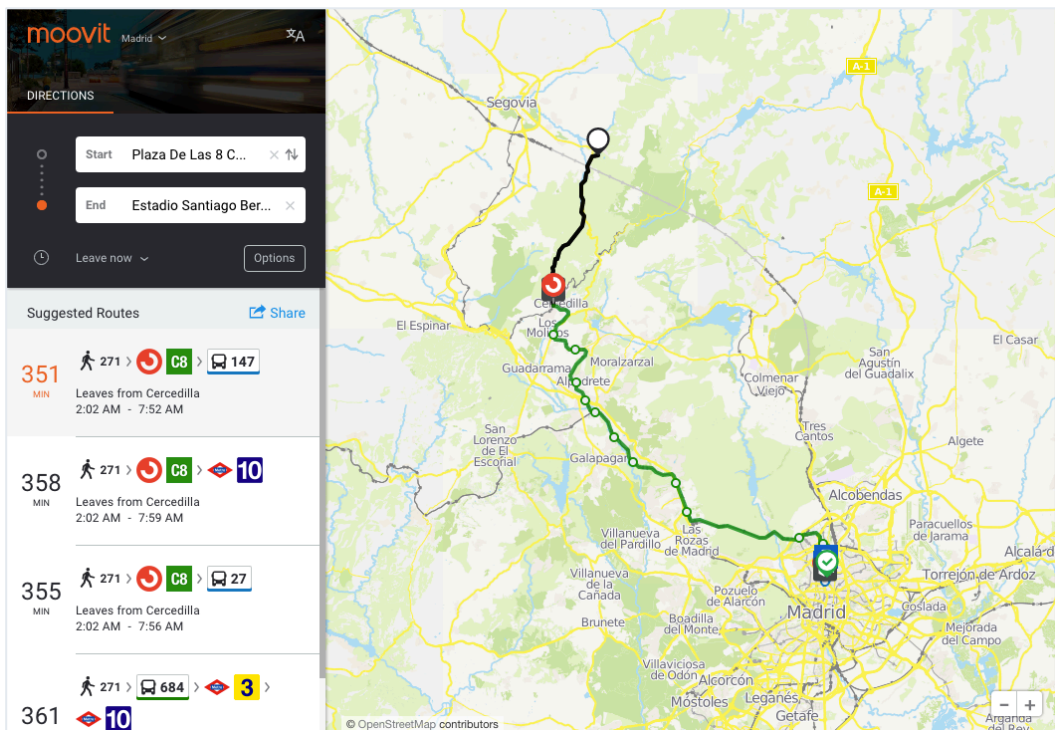 moovit Madrid
DIRECTIONS
Start Plaza De Las 8 C...
End Estadio Santiago Ber...
Leave now
Options
Suggested Routes
Share
351
MIN
271 > C8 > 147
Leaves from Cercedilla
2:02 AM - 7:52 AM
358
MIN
271 > C8 > 10
Leaves from Cercedilla
2:02 AM - 7:59 AM
355
MIN
271 > C8 > 27
Leaves from Cercedilla
2:02 AM - 7:56 AM
361
271 > 684 > 3 >
10
A-1
Segovia
A-1
Cercedilla
Los
Molinos
El Espinar
Guadarrama
Moralzarzal
Alpedrete
Colmenar
Viejo
San
Agustín
del Guadalix
El Casar
San
Lorenzo
de El
Escorial
Galapagar
Tres
Cantos
Algete
Alcobendas
Villanueva
del Pardillo
Las
Rozas
de Madrid
Paracuellos
de Jarama
Alcalá d
Torrejón de Ardoz
Villanueva
de la
Cañada
Pozuelo
de Alarcón
Madrid
Coslada
Brunete
Boadilla
del Monte
Mejorada
del Campo
Villaviciosa
de Odón
Alcorcón
Móstoles
Leganés
Getafe
Arganda
del Rey
© OpenStreetMap contributors